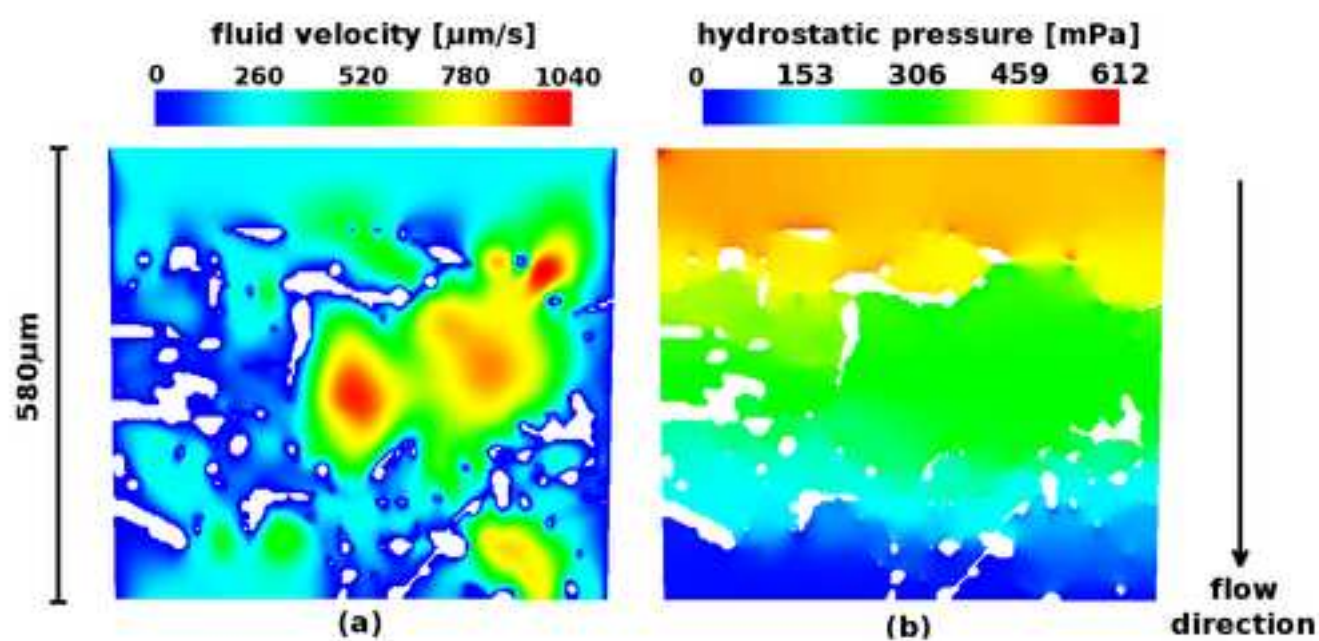 fluid velocity [µm/s]
0 260 520 780 1040
hydrostatic pressure [mPa]
0 153 306 459 612
580µm
(a)
(b)
flow
direction